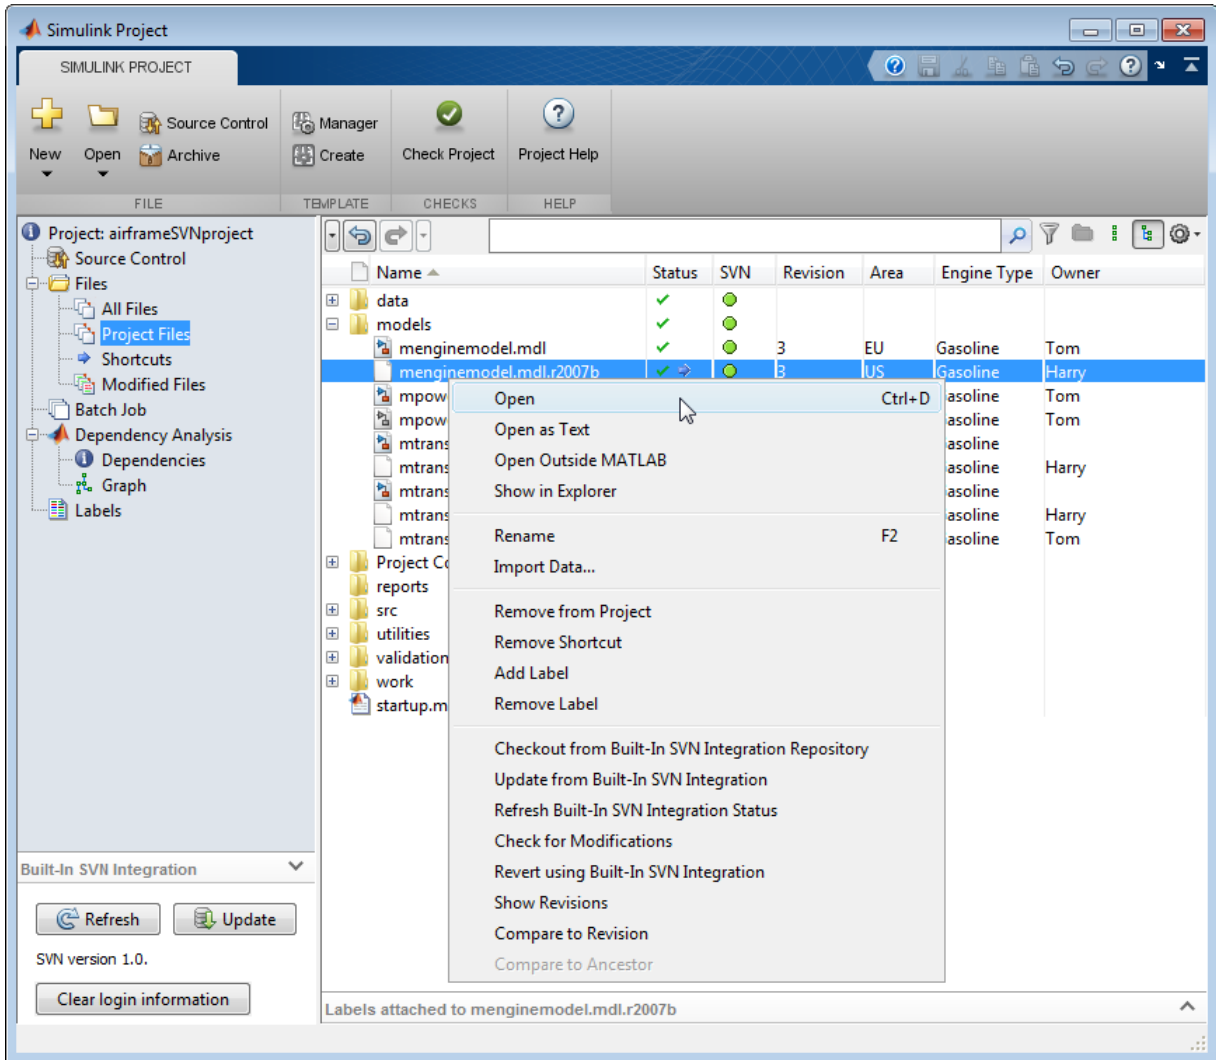 Simulink Project
SIMULINK PROJECT
New
Open
Source Control
Archive
FILE
Manager
Create
TEMPLATE
Check Project
CHECKS
Project Help
HELP
Project: airframeSVNproject
Source Control
Files
All Files
Project Files
Shortcuts
Modified Files
Batch Job
Dependency Analysis
Dependencies
Graph
Labels
Built-In SVN Integration
Refresh Update
SVN version 1.0.
Clear login information
Name Status SVN Revision Area Engine Type Owner
data
models
menginemodel.mdl 3 EU Gasoline Tom
menginemodel.mdl.r2007b 3 US Gasoline Harry
mpow asoline Tom
mpow asoline Tom
mtrans asoline
mtrans asoline Harry
mtrans asoline
mtrans asoline Harry
mtrans asoline Tom
Project Co
reports
src
utilities
validation
work
startup.m
Open Ctrl+D
Open as Text
Open Outside MATLAB
Show in Explorer
Rename F2
Import Data...
Remove from Project
Remove Shortcut
Add Label
Remove Label
Checkout from Built-In SVN Integration Repository
Update from Built-In SVN Integration
Refresh Built-In SVN Integration Status
Check for Modifications
Revert using Built-In SVN Integration
Show Revisions
Compare to Revision
Compare to Ancestor
Labels attached to menginemodel.mdl.r2007b